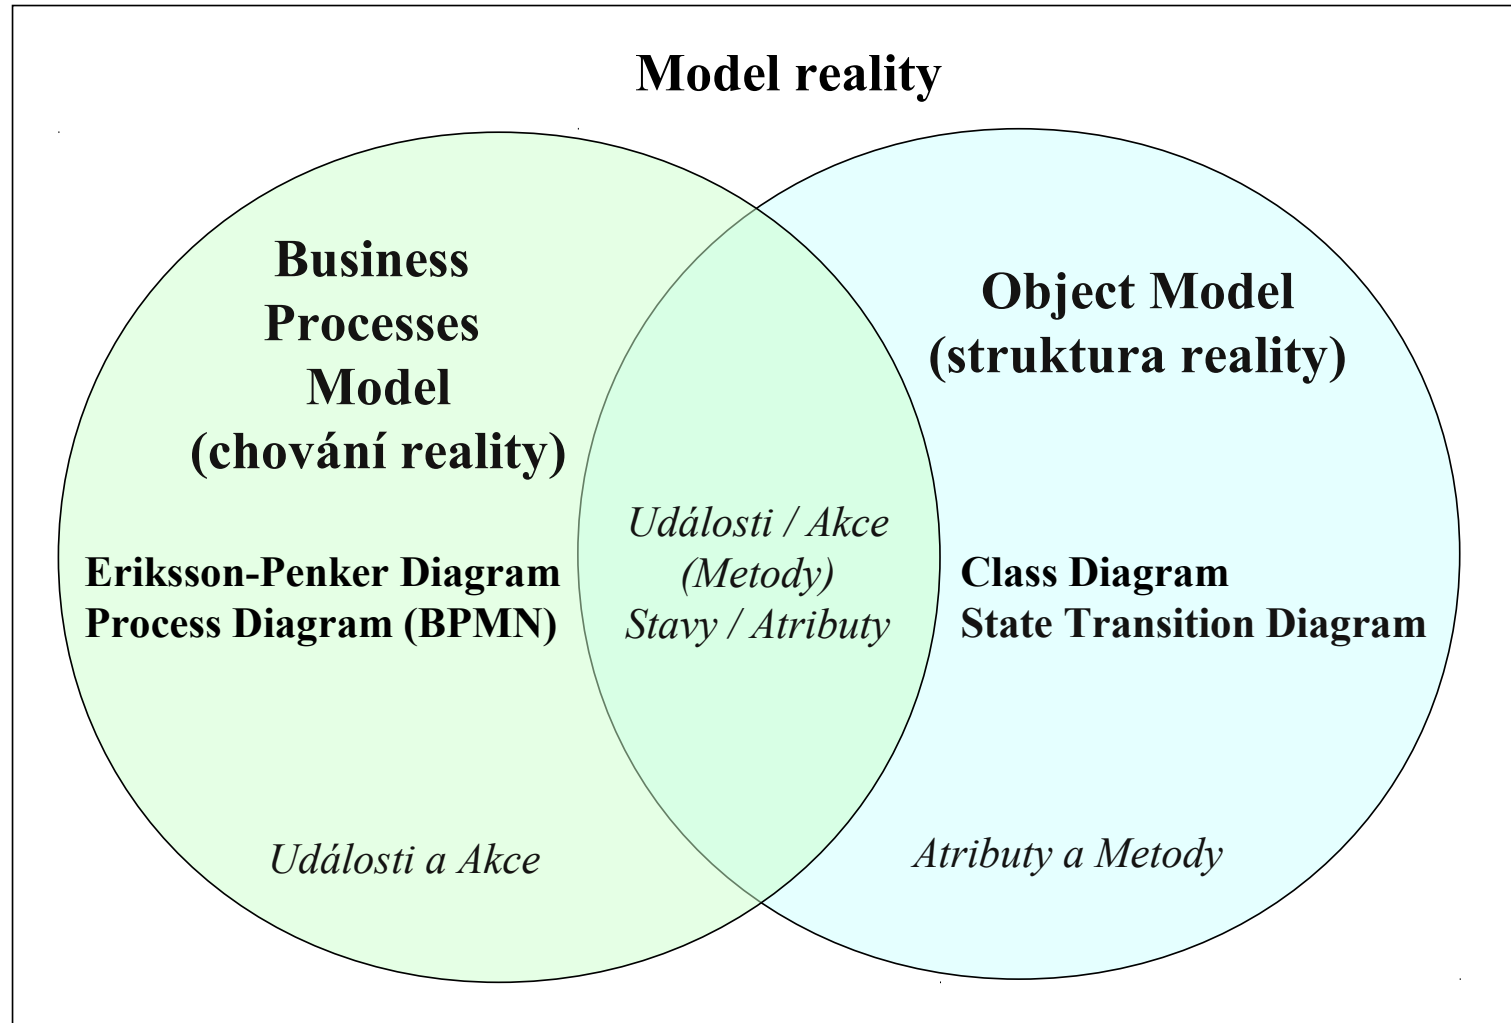 Model reality
Business
Processes
Model
(chování reality)
Eriksson-Penker Diagram
Process Diagram (BPMN)
Události a Akce
Události / Akce
(Metody)
Stavy / Atributy
Object Model
(struktura reality)
Class Diagram
State Transition Diagram
Atributy a Metody